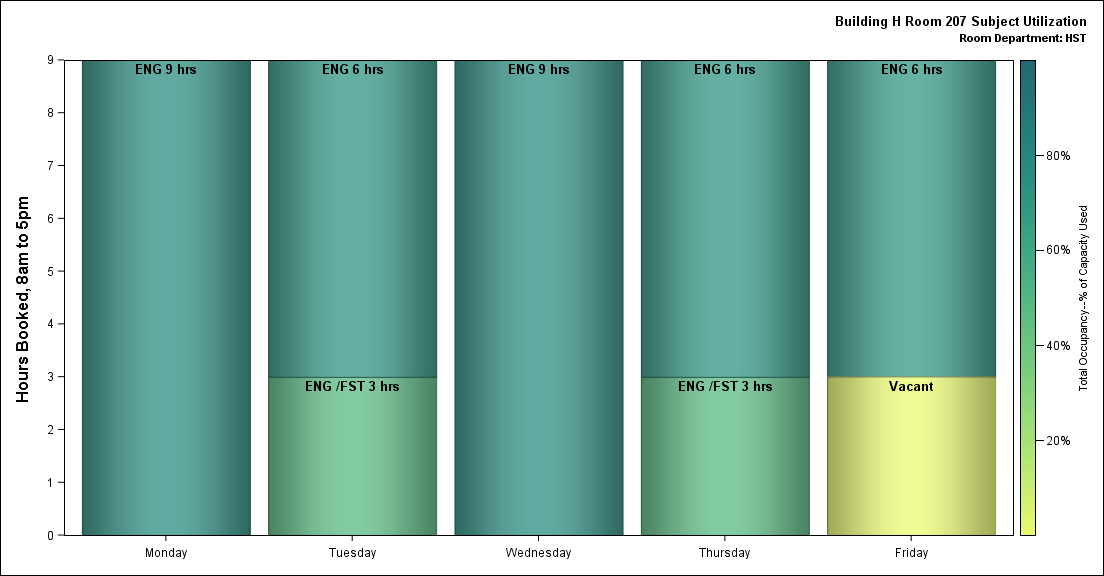 Building H Room 207 Subject Utilization
Room Department: HST
Hours Booked, 8am to 5pm
9
8
7
6
5
4
3
2
1
0
ENG 9 hrs
ENG 6 hrs
ENG 9 hrs
ENG 6 hrs
ENG 6 hrs
ENG /FST 3 hrs
ENG /FST 3 hrs
Vacant
Monday
Tuesday
Wednesday
Thursday
Friday
80%
60%
40%
20%
Total Occupancy--% of Capacity Used